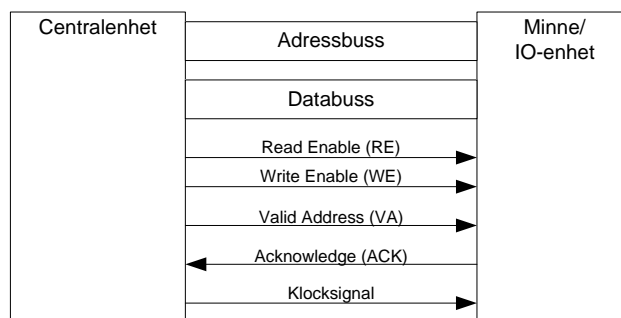 Centralenhet
Adressbuss
Minne/
IO-enhet
Databuss
Read Enable (RE)
Write Enable (WE)
Valid Address (VA)
Acknowledge (ACK)
Klocksignal